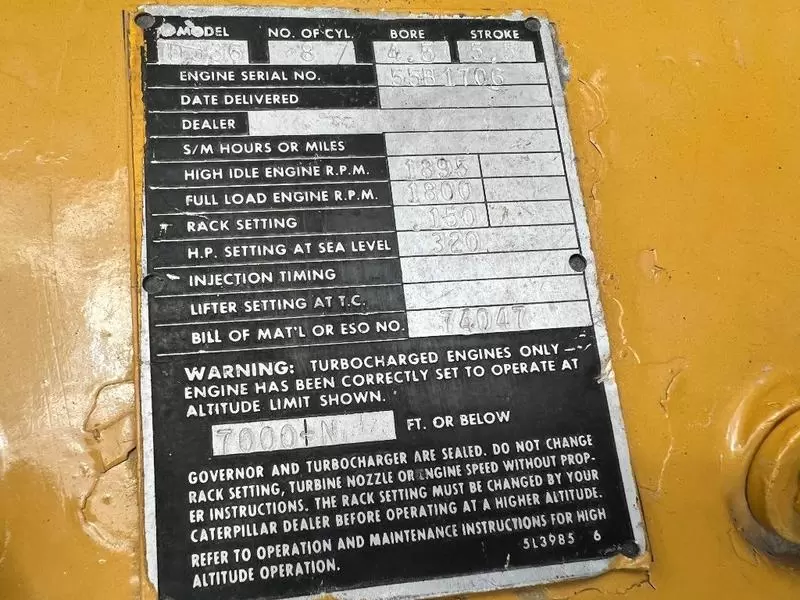 MODEL NO. OF CYL. BORE STROKE
8 4.5
ENGINE SERIAL NO. 55B1706
DATE DELIVERED
DEALER
S/M HOURS OR MILES
HIGH IDLE ENGINE R.P.M. 1895
FULL LOAD ENGINE R.P.M. 1800
RACK SETTING .150
H.P. SETTING AT SEA LEVEL 320
INJECTION TIMING
LIFTER SETTING AT T.C.
BILL OF MAT'L OR ESO NO. 74047
WARNING: TURBOCHARGED ENGINES ONLY —
ENGINE HAS BEEN CORRECTLY SET TO OPERATE AT
ALTITUDE LIMIT SHOWN.
7000 FT. OR BELOW
GOVERNOR AND TURBOCHARGER ARE SEALED. DO NOT CHANGE
RACK SETTING, TURBINE NOZZLE OR ENGINE SPEED WITHOUT PROP-
ER INSTRUCTIONS. THE RACK SETTING MUST BE CHANGED BY YOUR
CATERPILLAR DEALER BEFORE OPERATING AT A HIGHER ALTITUDE.
REFER TO OPERATION AND MAINTENANCE INSTRUCTIONS FOR HIGH
ALTITUDE OPERATION. 5L3985 6